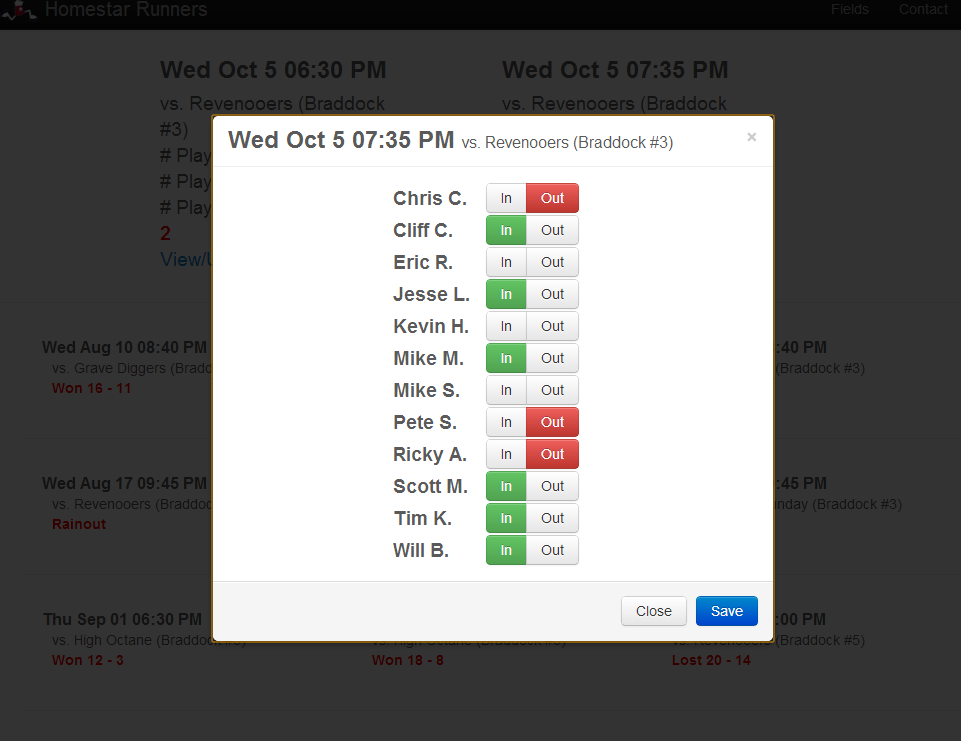 Homestar Runners
Fields Contact
Wed Oct 5 06:30 PM
Wed Oct 5 07:35 PM
vs. Revenooers (Braddock
#3)
vs. Revenooers (Braddock
# Play
# Play
# Play
2
View/U
Wed Oct 5 07:35 PM vs. Revenooers (Braddock #3)
×
Chris C. In Out
Cliff C. In Out
Eric R. In Out
Jesse L. In Out
Kevin H. In Out
Mike M. In Out
Mike S. In Out
Pete S. In Out
Ricky A. In Out
Scott M. In Out
Tim K. In Out
Will B. In Out
Close Save
Wed Aug 10 08:40 PM
vs. Grave Diggers (Bradd
Won 16 - 11
:40 PM
(Braddock #3)
Wed Aug 17 09:45 PM
vs. Revenooers (Braddoc
Rainout
:45 PM
nday (Braddock #3)
Thu Sep 01 06:30 PM
vs. High Octane (Braddock #5)
Won 12 - 3
vs. High Octane (Braddock #5)
Won 18 - 8
:00 PM
vs. Revenooers (Braddock #5)
Lost 20 - 14